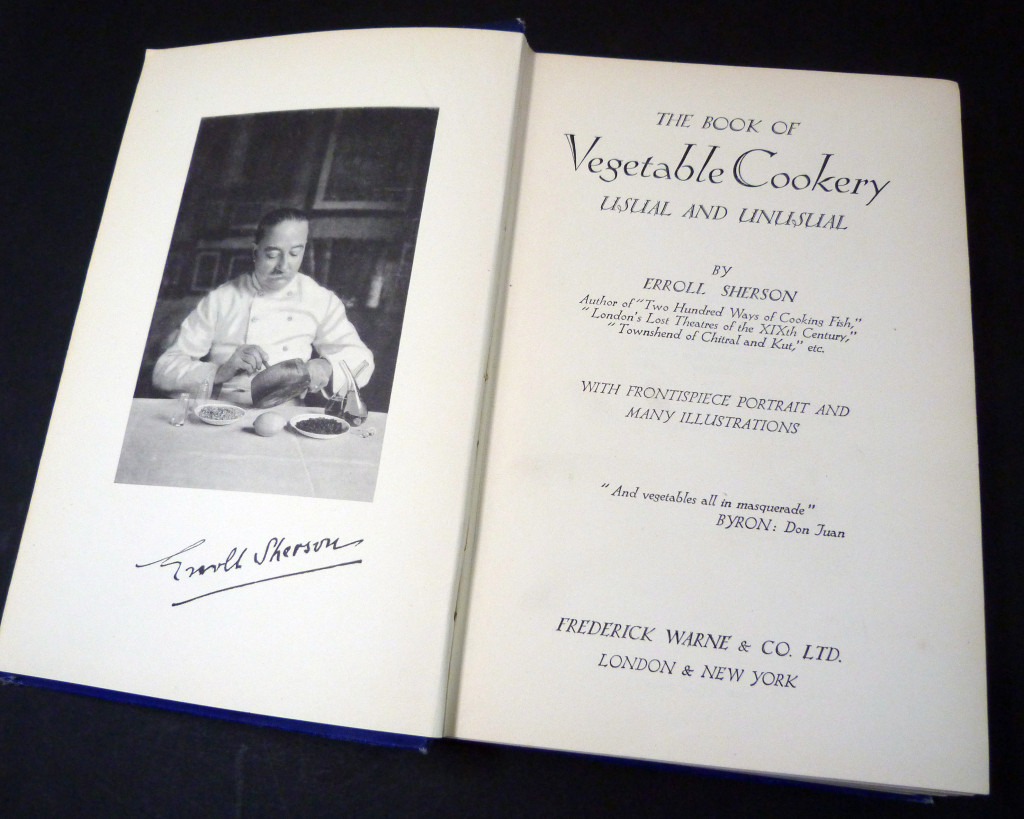 Erroll Sherson
THE BOOK OF
Vegetable Cookery
USUAL AND UNUSUAL
BY
ERROLL SHERSON
Author of "Two Hundred Ways of Cooking Fish,"
"London's Lost Theatres of the XIXth Century,"
"Townshend of Chitral and Kut," etc.
WITH FRONTISPIECE PORTRAIT AND
MANY ILLUSTRATIONS
"And vegetables all in masquerade"
BYRON: Don Juan
FREDERICK WARNE & CO. LTD.
LONDON & NEW YORK